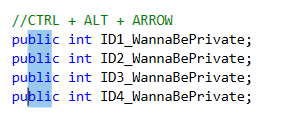 //CTRL + ALT + ARROW
public int ID1_WannaBePrivate;
public int ID2_WannaBePrivate;
public int ID3_WannaBePrivate;
public int ID4_WannaBePrivate;